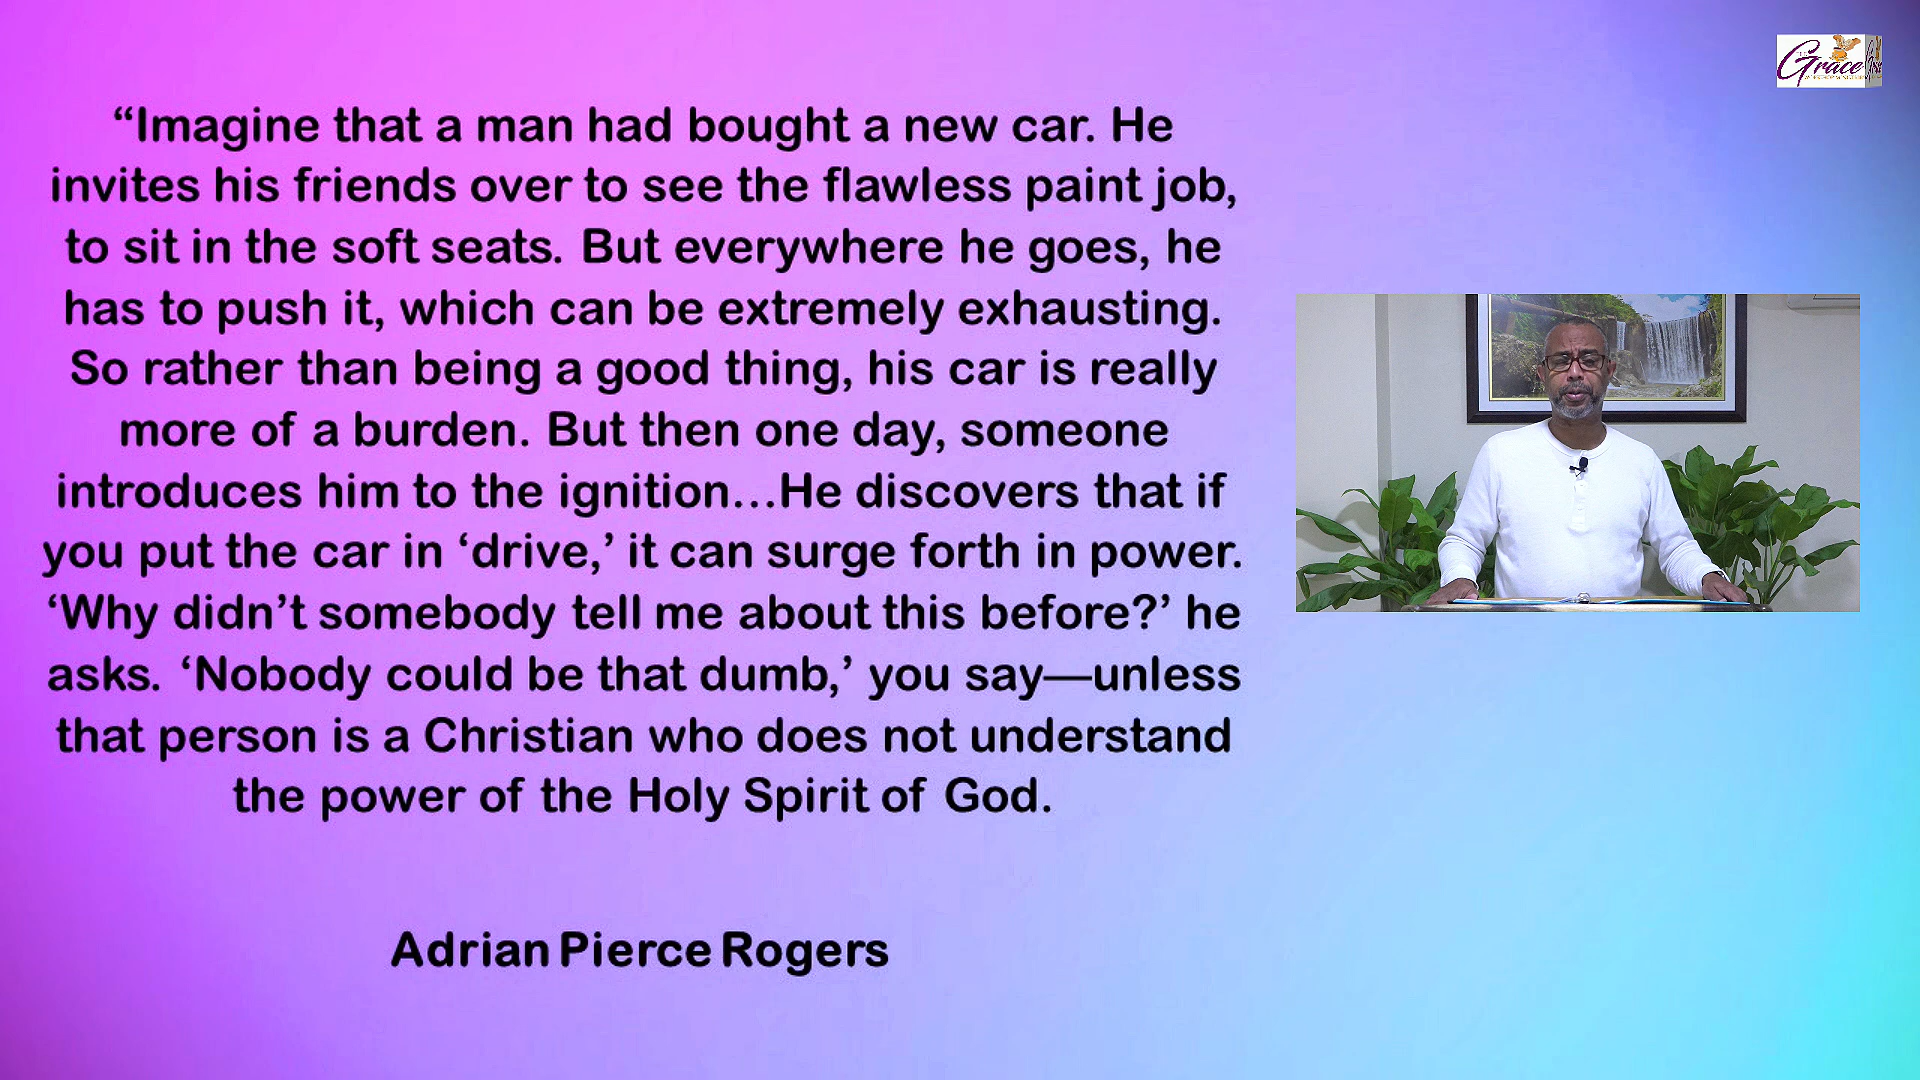 “Imagine that a man had bought a new car. He
invites his friends over to see the flawless paint job,
to sit in the soft seats. But everywhere he goes, he
has to push it, which can be extremely exhausting.
So rather than being a good thing, his car is really
more of a burden. But then one day, someone
introduces him to the ignition…He discovers that if
you put the car in ‘drive,’ it can surge forth in power.
‘Why didn’t somebody tell me about this before?’ he
asks. ‘Nobody could be that dumb,’ you say—unless
that person is a Christian who does not understand
the power of the Holy Spirit of God.
Adrian Pierce Rogers
Grace